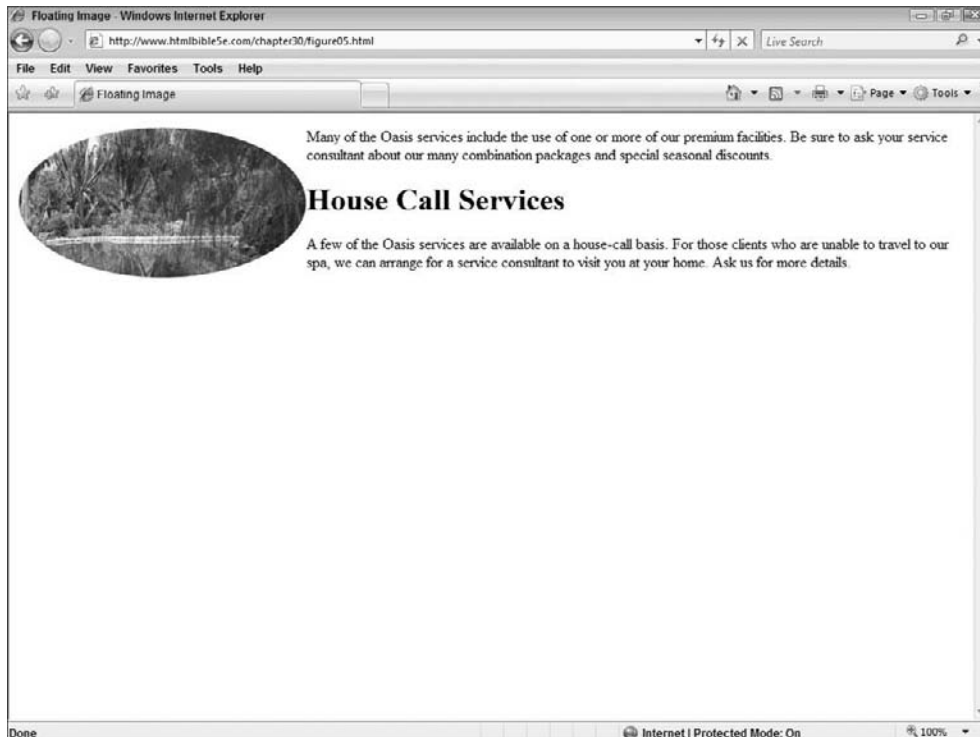 Floating Image - Windows Internet Explorer
http://www.htmlbible5e.com/chapter30/figure05.html
Live Search
File Edit View Favorites Tools Help
Floating Image
Page Tools
Many of the Oasis services include the use of one or more of our premium facilities. Be sure to ask your service
consultant about our many combination packages and special seasonal discounts.
House Call Services
A few of the Oasis services are available on a house-call basis. For those clients who are unable to travel to our
spa, we can arrange for a service consultant to visit you at your home. Ask us for more details.
Done
Internet | Protected Mode: On
100%